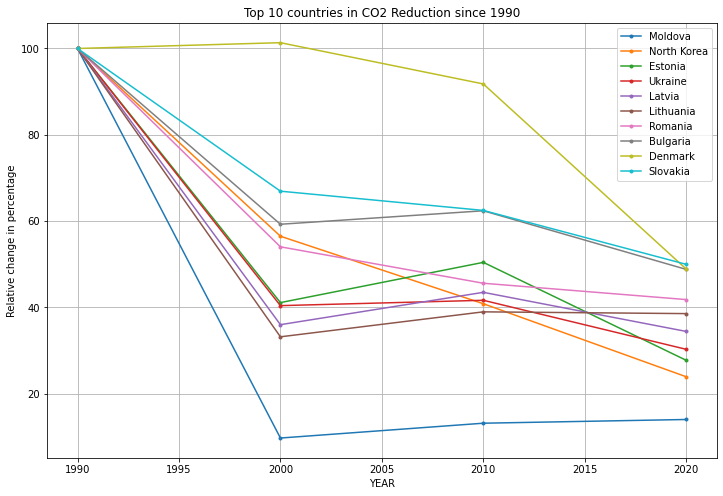 Top 10 countries in CO2 Reduction since 1990
Relative change in percentage
100
80
60
40
20
Moldova
North Korea
Estonia
Ukraine
Latvia
Lithuania
Romania
Bulgaria
Denmark
Slovakia
1990
1995
2000
2005
2010
2015
2020
YEAR